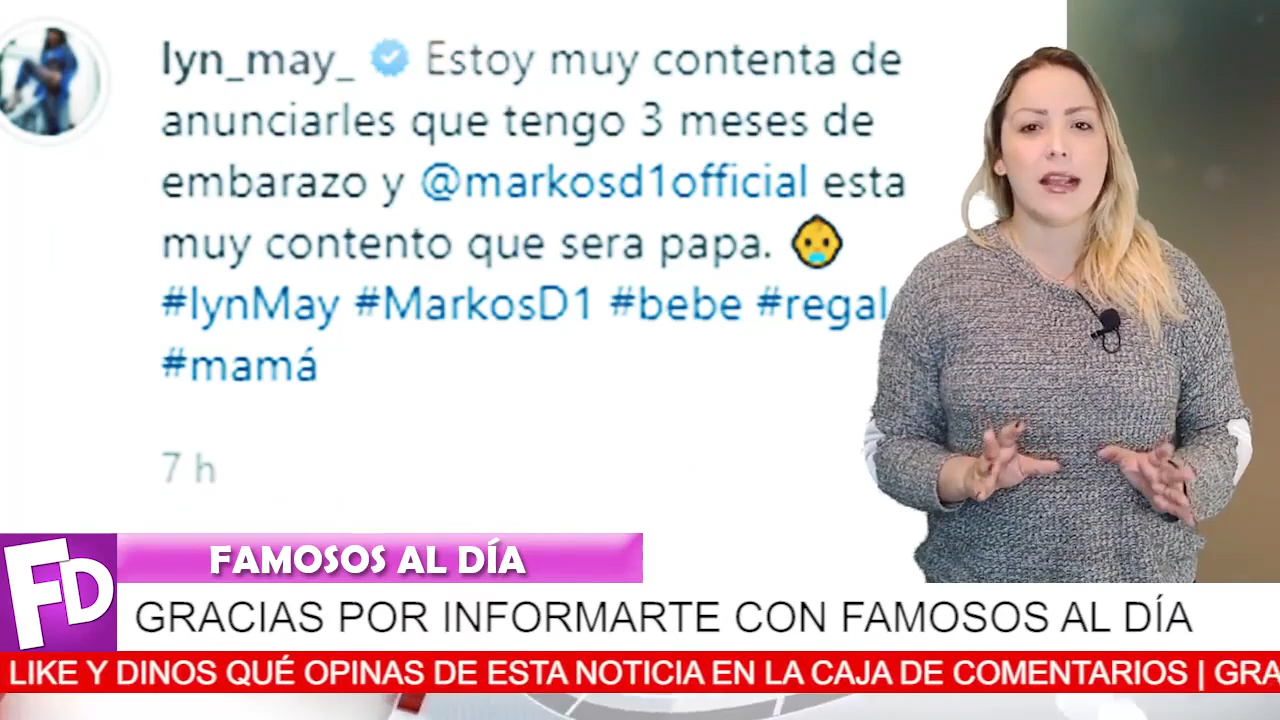 lyn_may_ Estoy muy contenta de
anunciarles que tengo 3 meses de
embarazo y @markosd1official esta
muy contento que sera papa.
#lynMay #MarkosD1 #bebe #regal
#mamá
7 h
FD
FAMOSOS AL DÍA
GRACIAS POR INFORMARTE CON FAMOSOS AL DÍA
LIKE Y DINOS QUÉ OPINAS DE ESTA NOTICIA EN LA CAJA DE COMENTARIOS | GRA